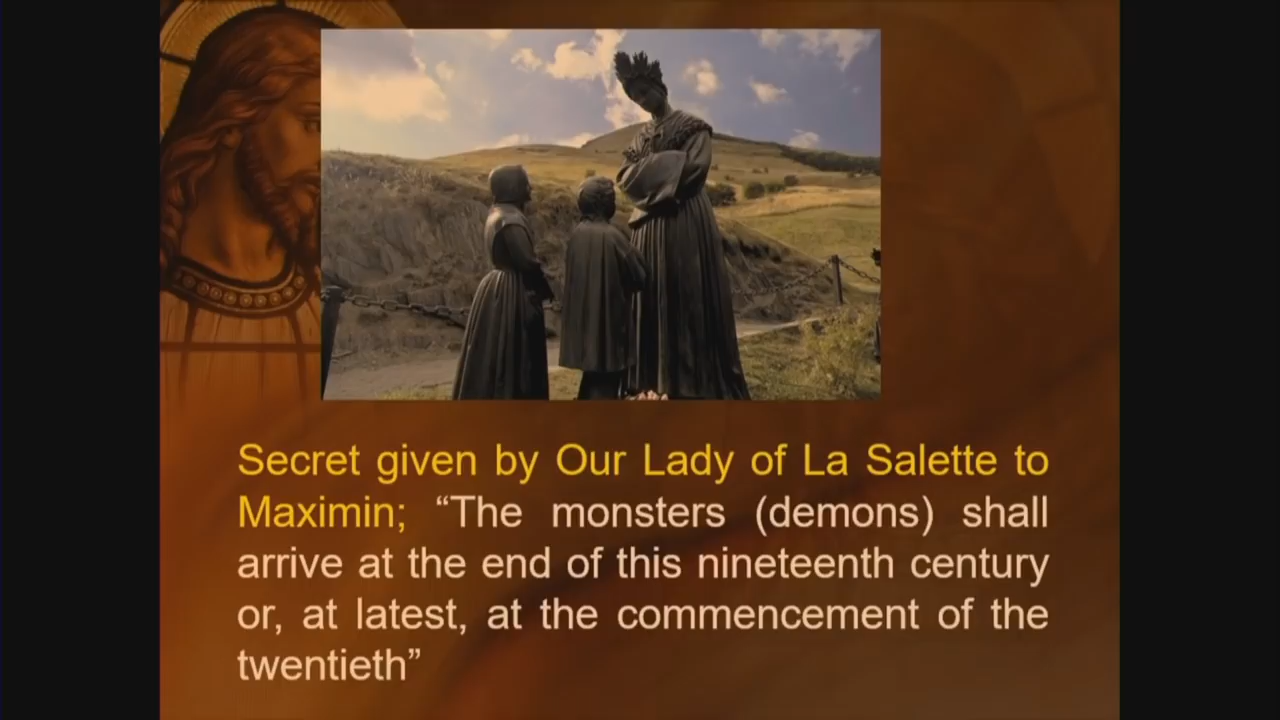 Secret given by Our Lady of La Salette to
Maximin; “The monsters (demons) shall
arrive at the end of this nineteenth century
or, at latest, at the commencement of the
twentieth”